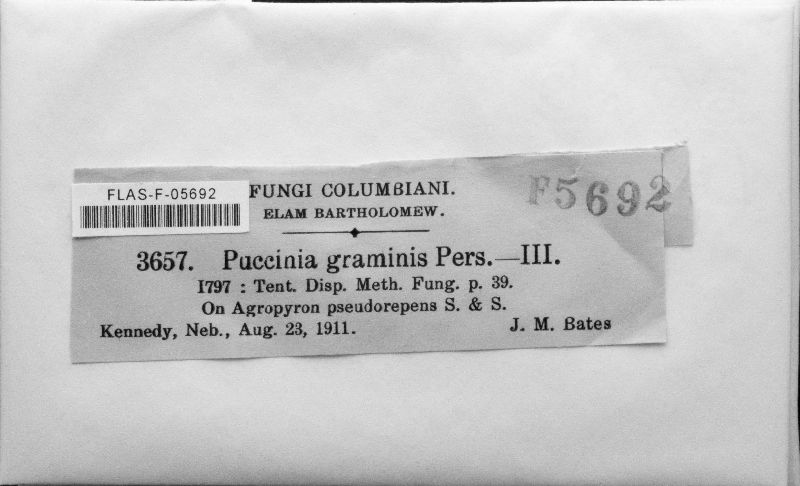 FLAS-F-05692
FUNGI COLUMBIANI.
F5692
ELAM BARTHOLOMEW.
3657. Puccinia graminis Pers.—III.
1797 : Tent. Disp. Meth. Fung. p. 39.
On Agropyron pseudorepens S. & S.
Kennedy, Neb., Aug. 23, 1911. J. M. Bates